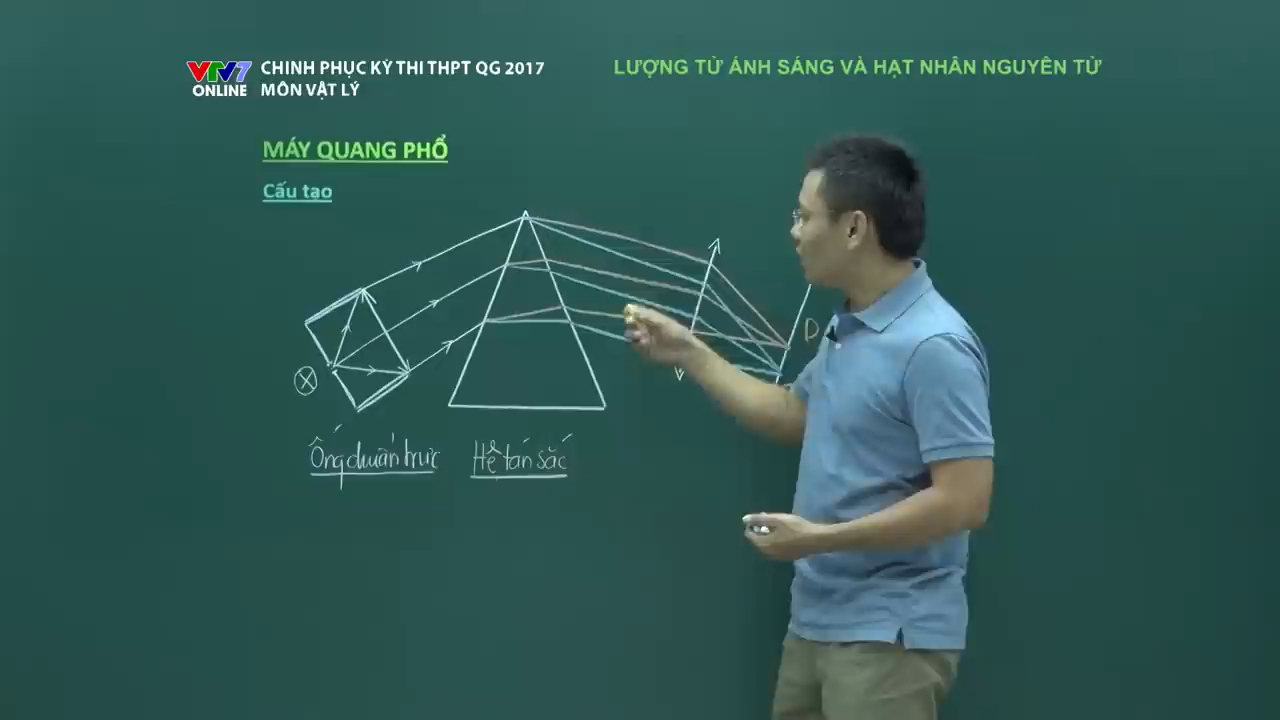 VTV7
ONLINE
CHINH PHỤC KỲ THI THPT QG 2017
MÔN VẬT LÝ
LƯỢNG TỬ ÁNH SÁNG VÀ HẠT NHÂN NGUYÊN TỬ
MÁY QUANG PHỔ
Cấu tạo
D
Ống chuẩn trực
Hệ tán sắc